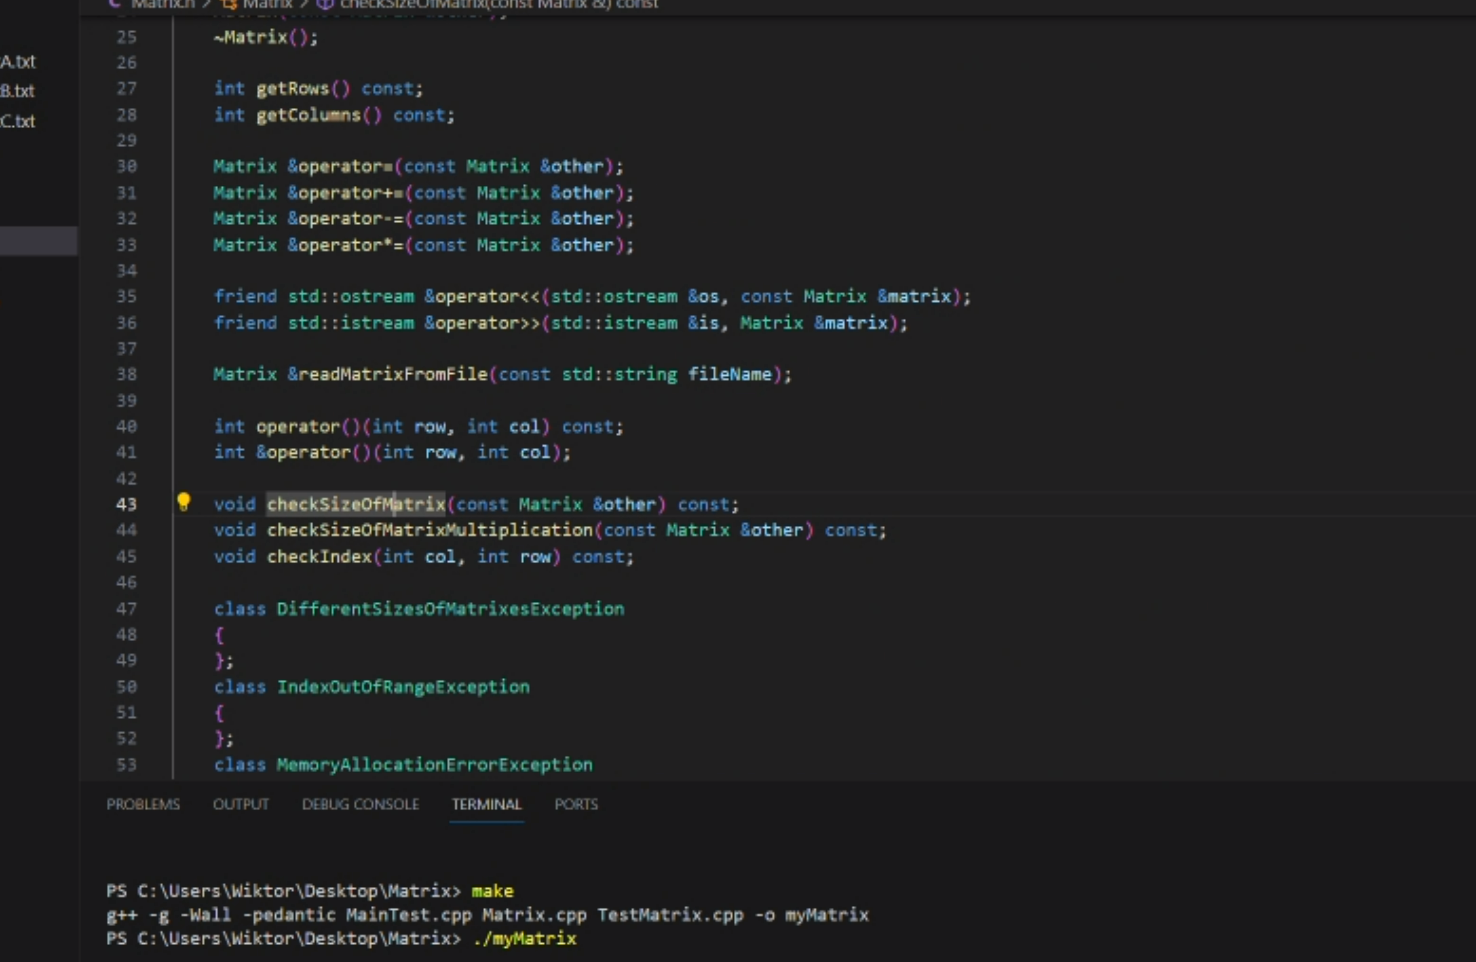 Matrix.h > Matrix > checkSizeOfMatrix(const Matrix &) const
A.txt
B.txt
C.txt
25 ~Matrix();
26
27 int getRows() const;
28 int getColumns() const;
29
30 Matrix &operator=(const Matrix &other);
31 Matrix &operator+=(const Matrix &other);
32 Matrix &operator-=(const Matrix &other);
33 Matrix &operator*=(const Matrix &other);
34
35 friend std::ostream &operator<<(std::ostream &os, const Matrix &matrix);
36 friend std::istream &operator>>(std::istream &is, Matrix &matrix);
37
38 Matrix &readMatrixFromFile(const std::string fileName);
39
40 int operator()(int row, int col) const;
41 int &operator()(int row, int col);
42
43 void checkSizeOfMatrix(const Matrix &other) const;
44 void checkSizeOfMatrixMultiplication(const Matrix &other) const;
45 void checkIndex(int col, int row) const;
46
47 class DifferentSizesOfMatrixesException
48 {
49 };
50 class IndexOutOfRangeException
51 {
52 };
53 class MemoryAllocationErrorException
PROBLEMS OUTPUT DEBUG CONSOLE TERMINAL PORTS
PS C:\Users\Wiktor\Desktop\Matrix> make
g++ -g -Wall -pedantic MainTest.cpp Matrix.cpp TestMatrix.cpp -o myMatrix
PS C:\Users\Wiktor\Desktop\Matrix> ./myMatrix